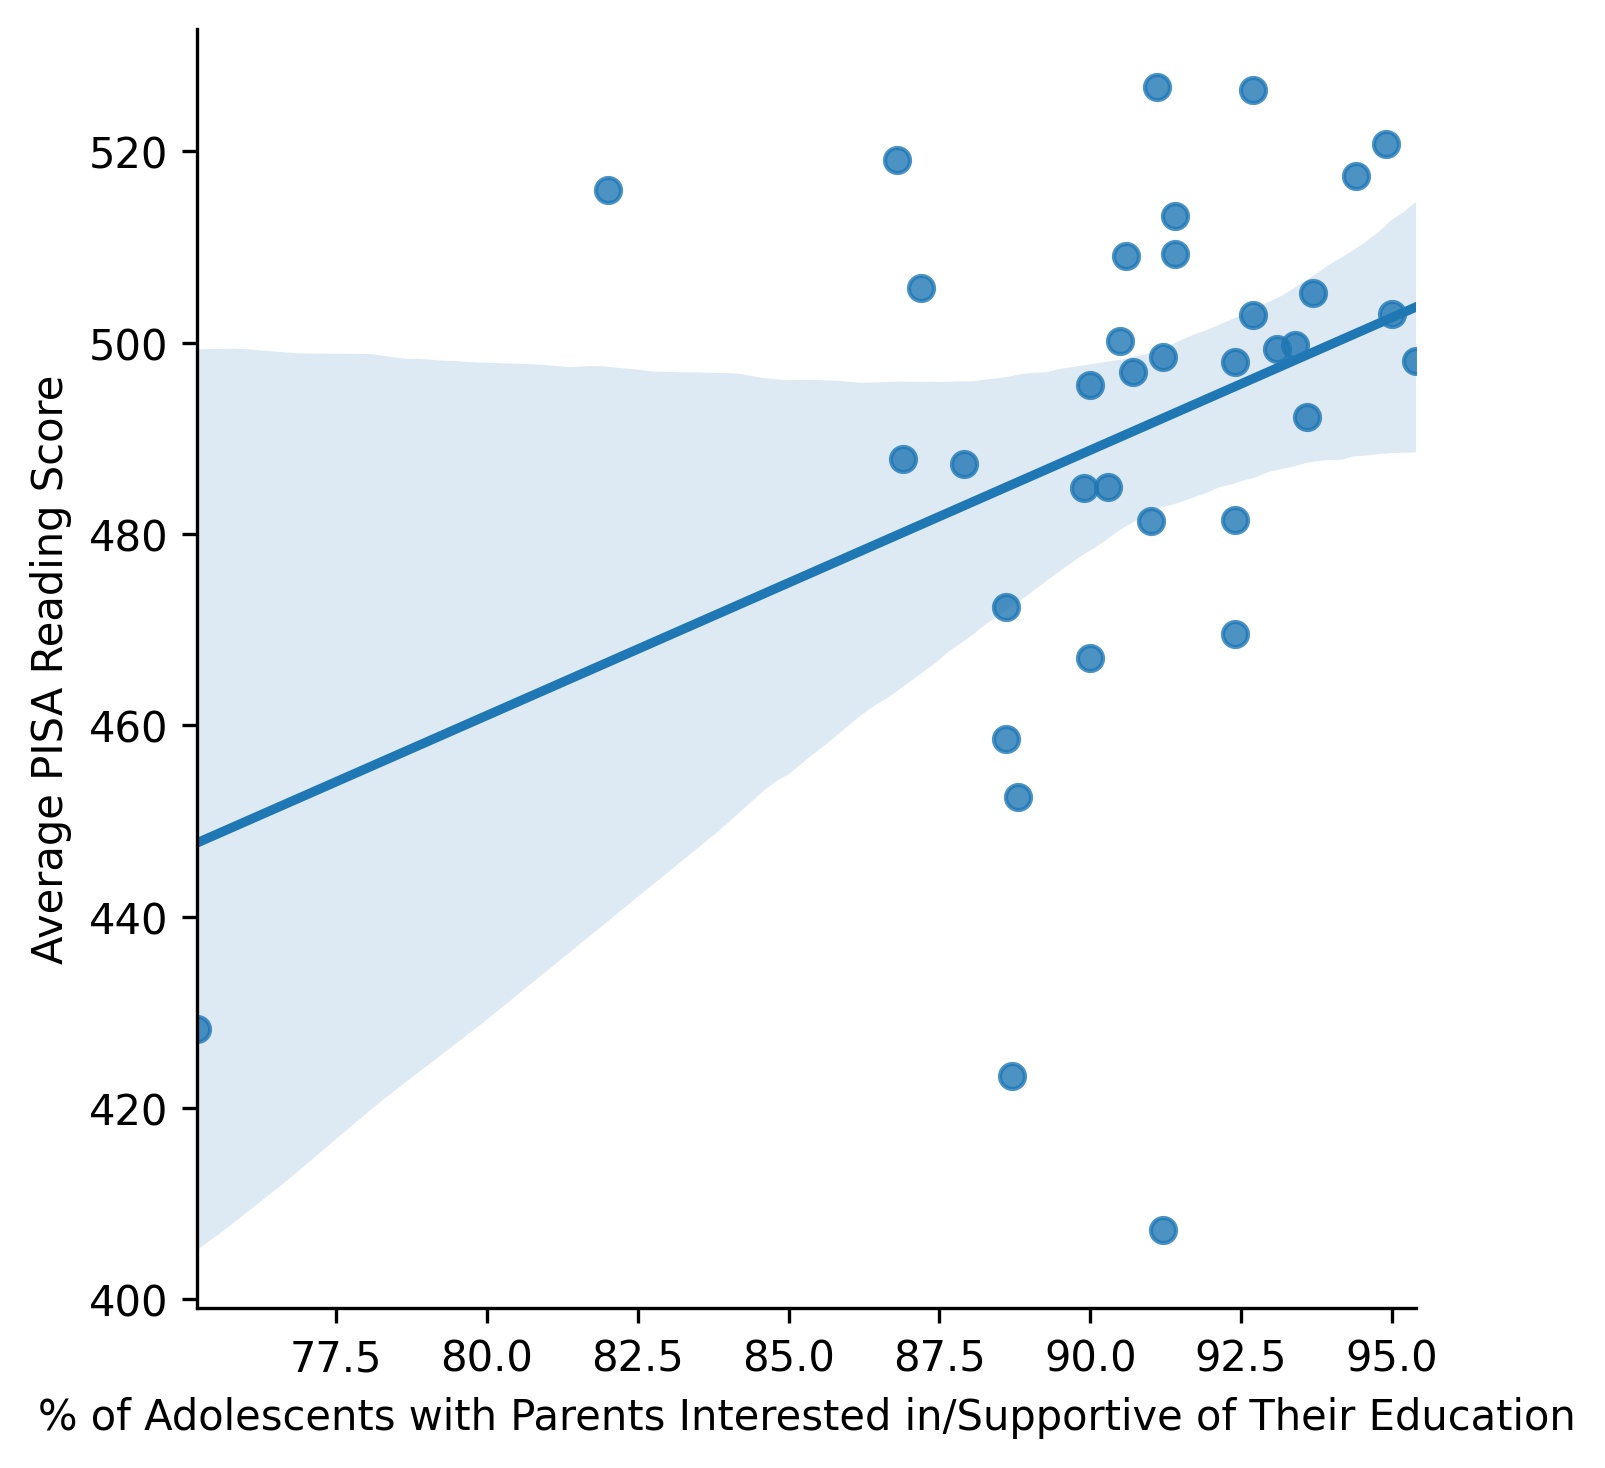 520
500
480
460
440
420
400
Average PISA Reading Score
77.5 80.0 82.5 85.0 87.5 90.0 92.5 95.0
% of Adolescents with Parents Interested in/Supportive of Their Education